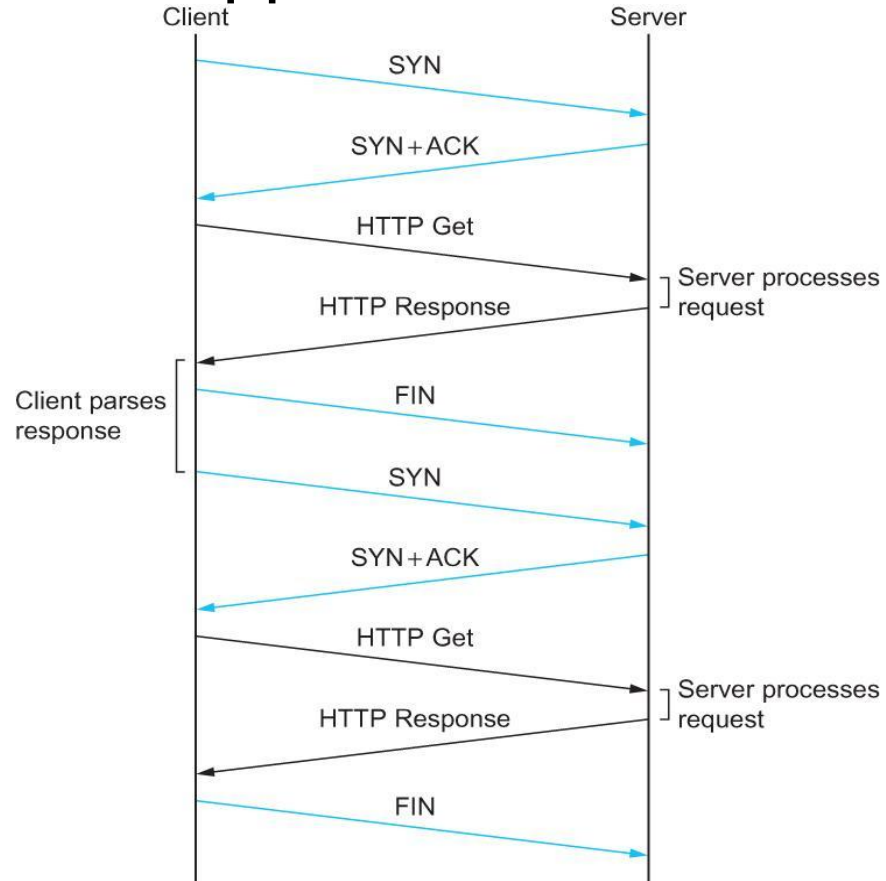 Client
Server
SYN
SYN+ACK
HTTP Get
Server processes
request
HTTP Response
Client parses
response
FIN
SYN
SYN+ACK
HTTP Get
Server processes
request
HTTP Response
FIN